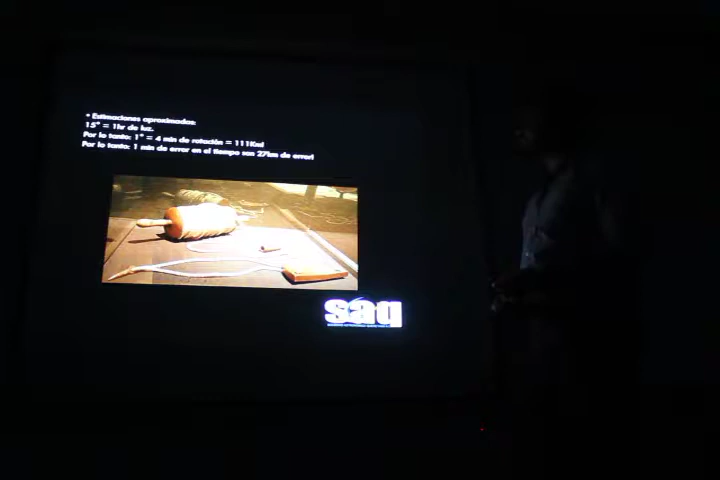 • Estimaciones aproximadas:
15° = 1hr de luz.
Por lo tanto: 1° = 4 min de rotación = 111Km!
Por lo tanto: 1 min de error en el tiempo son 27km de error!
saq